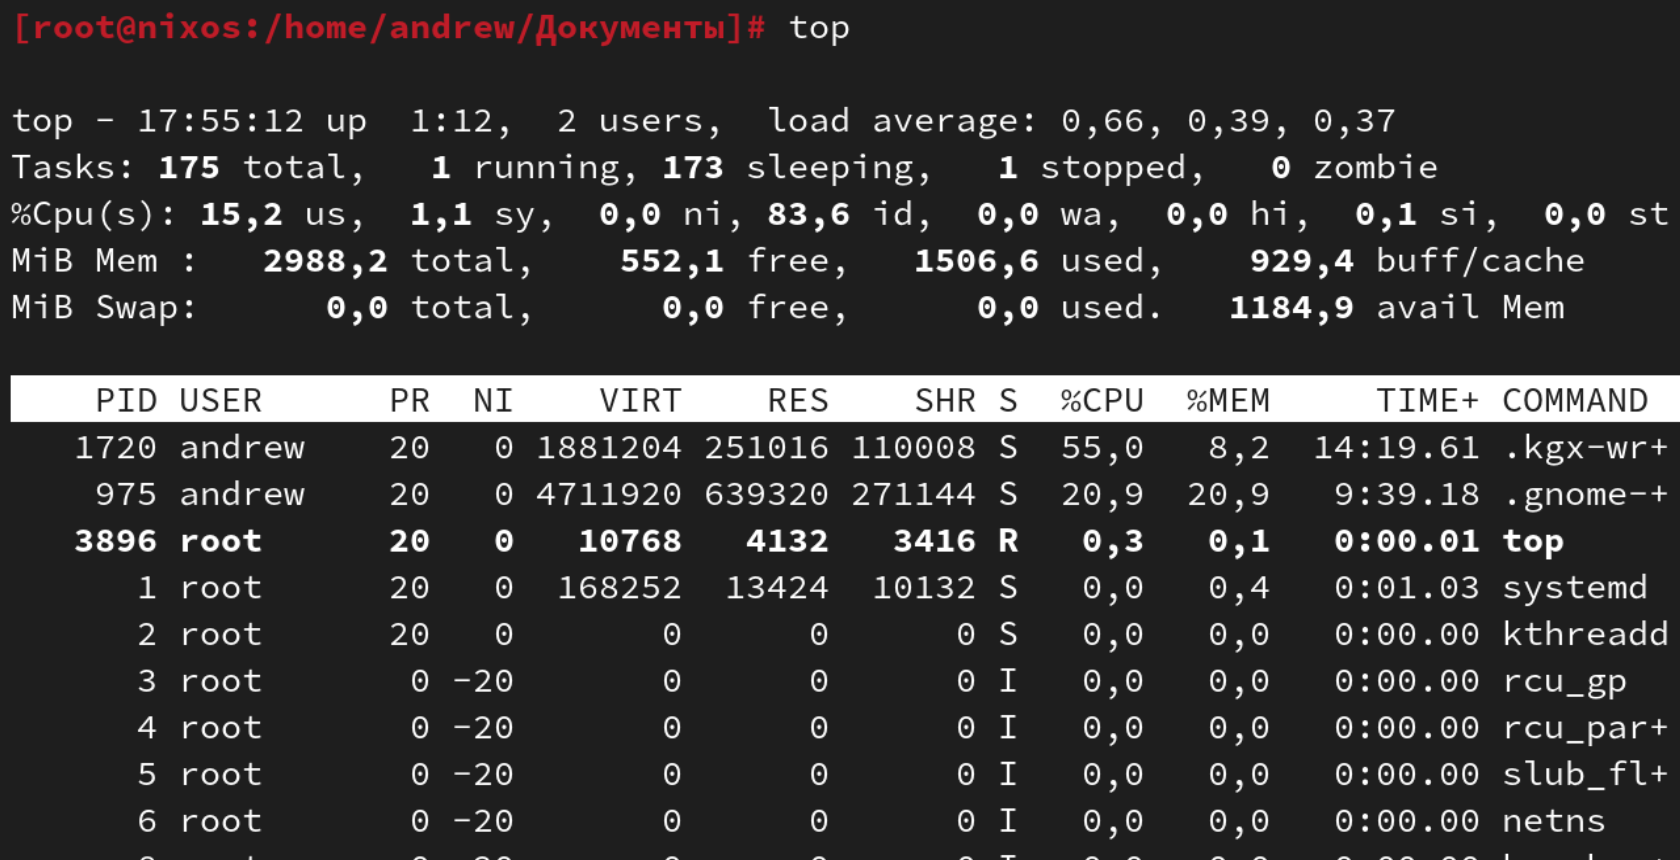 [root@nixos:/home/andrew/Документы]# top
top - 17:55:12 up  1:12,  2 users,  load average: 0,66, 0,39, 0,37
Tasks: 175 total,   1 running, 173 sleeping,   1 stopped,   0 zombie
%Cpu(s): 15,2 us,  1,1 sy,  0,0 ni, 83,6 id,  0,0 wa,  0,0 hi,  0,1 si,  0,0 st
MiB Mem :   2988,2 total,    552,1 free,   1506,6 used,    929,4 buff/cache
MiB Swap:      0,0 total,      0,0 free,      0,0 used.   1184,9 avail Mem
PID USER      PR  NI    VIRT    RES    SHR S  %CPU  %MEM     TIME+ COMMAND
1720 andrew    20   0 1881204 251016 110008 S  55,0   8,2  14:19.61 .kgx-wr+
975 andrew    20   0 4711920 639320 271144 S  20,9  20,9   9:39.18 .gnome-+
3896 root      20   0   10768   4132   3416 R   0,3   0,1   0:00.01 top
1 root      20   0  168252  13424  10132 S   0,0   0,4   0:01.03 systemd
2 root      20   0       0      0      0 S   0,0   0,0   0:00.00 kthreadd
3 root       0 -20       0      0      0 I   0,0   0,0   0:00.00 rcu_gp
4 root       0 -20       0      0      0 I   0,0   0,0   0:00.00 rcu_par+
5 root       0 -20       0      0      0 I   0,0   0,0   0:00.00 slub_fl+
6 root       0 -20       0      0      0 I   0,0   0,0   0:00.00 netns